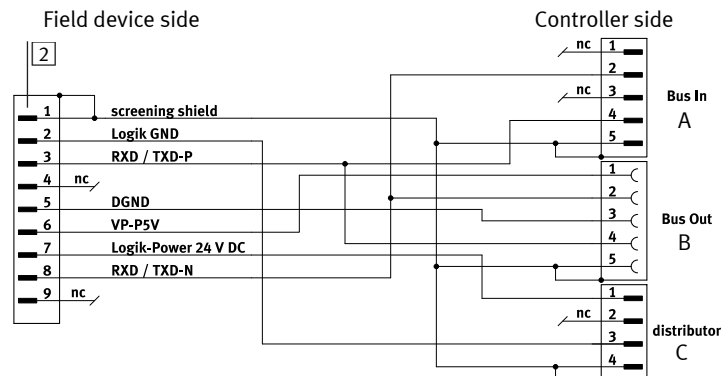 Field device side
2
1 screening shield
2 Logik GND
3 RXD / TXD-P
4 nc
5 DGND
6 VP-P5V
7 Logik-Power 24 V DC
8 RXD / TXD-N
9 nc
Controller side
nc 1
2
nc 3
4
5
Bus In
A
1
2
3
4
5
Bus Out
B
1
nc 2
3
4
distributor
C